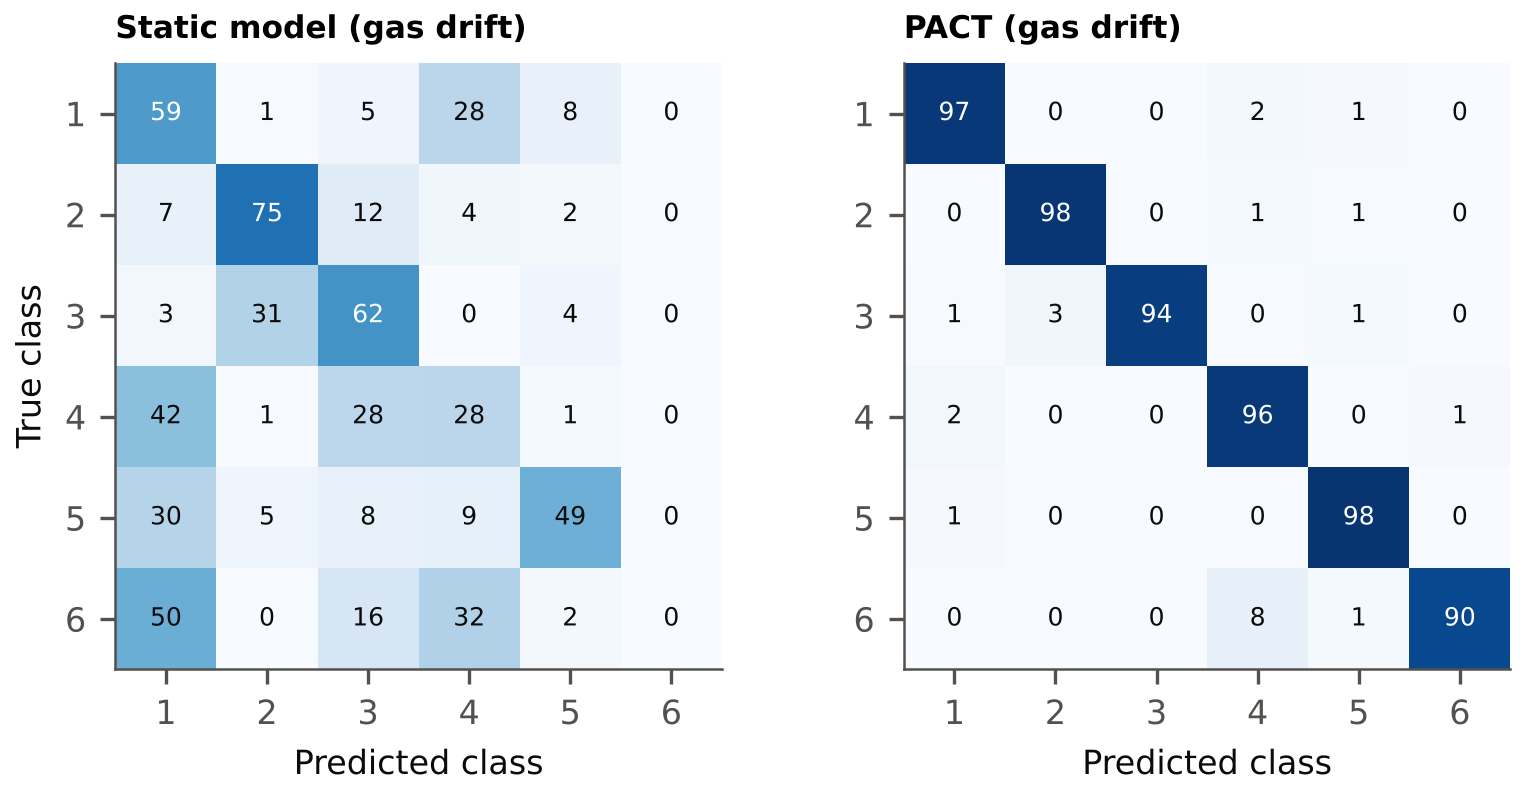 Static model (gas drift)
PACT (gas drift)
True class
1 59 1 5 28 8 0
2 7 75 12 4 2 0
3 3 31 62 0 4 0
4 42 1 28 28 1 0
5 30 5 8 9 49 0
6 50 0 16 32 2 0
1 2 3 4 5 6
Predicted class
1 97 0 0 2 1 0
2 0 98 0 1 1 0
3 1 3 94 0 1 0
4 2 0 0 96 0 1
5 1 0 0 0 98 0
6 0 0 0 8 1 90
1 2 3 4 5 6
Predicted class